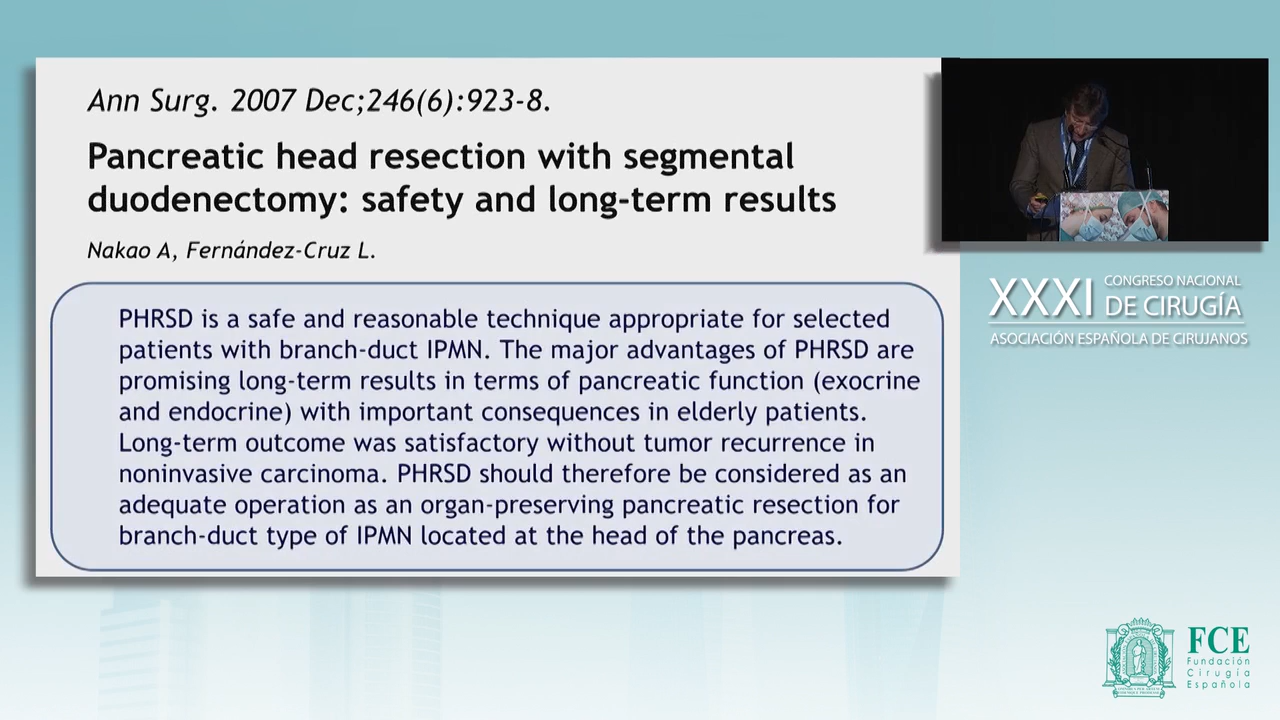 Ann Surg. 2007 Dec;246(6):923-8.
Pancreatic head resection with segmental
duodenectomy: safety and long-term results
Nakao A, Fernández-Cruz L.
PHRSD is a safe and reasonable technique appropriate for selected
patients with branch-duct IPMN. The major advantages of PHRSD are
promising long-term results in terms of pancreatic function (exocrine
and endocrine) with important consequences in elderly patients.
Long-term outcome was satisfactory without tumor recurrence in
noninvasive carcinoma. PHRSD should therefore be considered as an
adequate operation as an organ-preserving pancreatic resection for
branch-duct type of IPMN located at the head of the pancreas.
XXXI
CONGRESO NACIONAL
DE CIRUGÍA
ASOCIACIÓN ESPAÑOLA DE CIRUJANOS
FCE
Fundación
Cirugía
Española